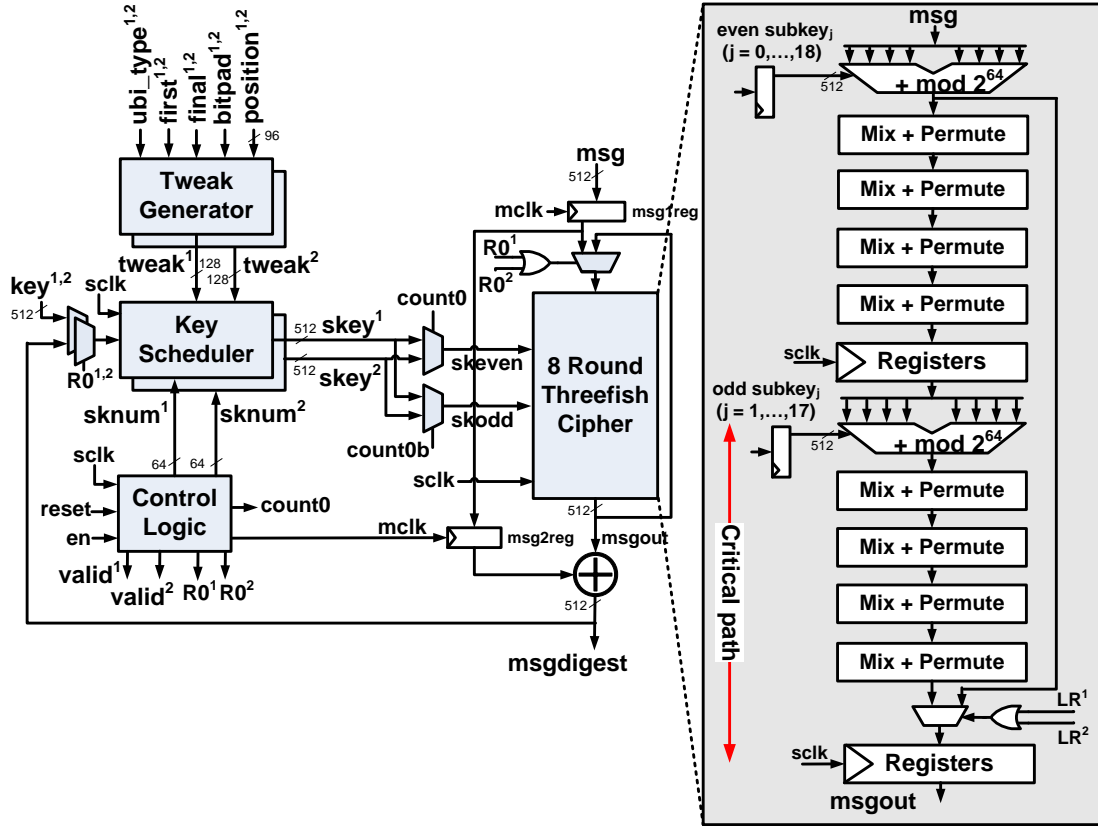 ubi_type1,2
first1,2
final1,2
bitpad1,2
position1,2
96
Tweak
Generator
tweak1
128
128
tweak2
key1,2
512
sclk
R01,2
Key
Scheduler
512
skey1
512
skey2
sknum1
sknum2
64
64
sclk
reset
en
Control
Logic
count0
valid1
valid2
R01
R02
msg
512
mclk
msg1reg
R01
R02
count0
skeven
skodd
count0b
8 Round
Threefish
Cipher
sclk
512
msgout
mclk
msg2reg
512
msgdigest
msg
even subkeyj
(j = 0,...,18)
512
+ mod 264
Mix + Permute
Mix + Permute
Mix + Permute
Mix + Permute
sclk
Registers
odd subkeyj
(j = 1,...,17)
512
+ mod 264
Mix + Permute
Mix + Permute
Mix + Permute
Mix + Permute
Critical path
LR1
LR2
sclk
Registers
msgout